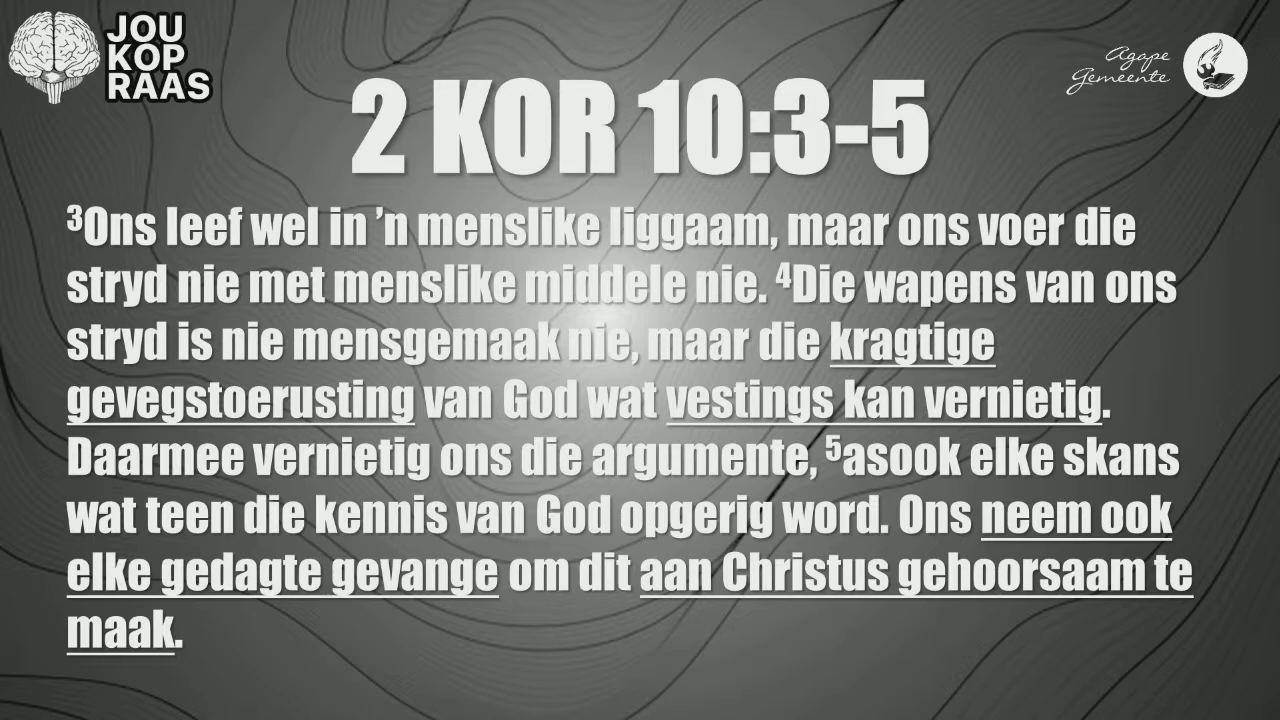 JOU
KOP
RAAS
Agape
Gemeente
2 KOR 10:3-5
³Ons leef wel in ’n menslike liggaam, maar ons voer die
stryd nie met menslike middele nie. ⁴Die wapens van ons
stryd is nie mensgemaak nie, maar die kragtige
gevegstoerusting van God wat vestings kan vernietig.
Daarmee vernietig ons die argumente, ⁵asook elke skans
wat teen die kennis van God opgerig word. Ons neem ook
elke gedagte gevange om dit aan Christus gehoorsaam te
maak.